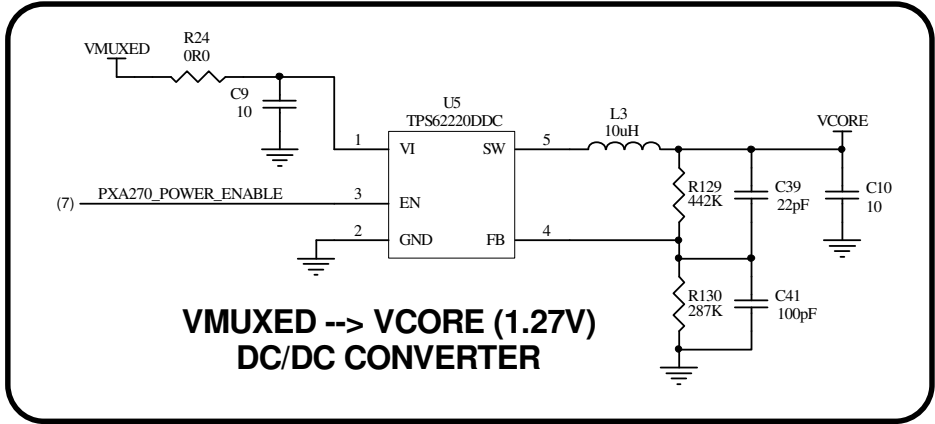 R24
0R0
VMUXED
C9
10
U5
TPS62220DDC
L3
10uH
VCORE
1
VI
SW
5
R129
442K
C39
22pF
C10
10
(7)
PXA270_POWER_ENABLE
3
EN
2
GND
FB
4
R130
287K
C41
100pF
VMUXED --> VCORE (1.27V)
DC/DC CONVERTER